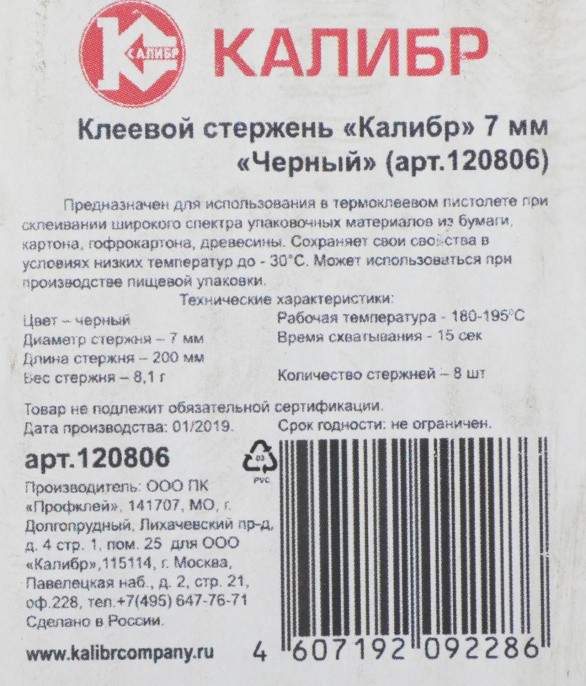 КАЛИБР
КАЛИБР
Клеевой стержень «Калибр» 7 мм
«Черный» (арт.120806)
Предназначен для использования в термоклеевом пистолете при
склеивании широкого спектра упаковочных материалов из бумаги,
картона, гофрокартона, древесины. Сохраняет свои свойства в
условиях низких температур до - 30°С. Может использоваться при
производстве пищевой упаковки.
Технические характеристики:
Цвет – черный
Рабочая температура - 180-195°С
Диаметр стержня – 7 мм
Время схватывания - 15 сек
Длина стержня – 200 мм
Вес стержня – 8,1 г
Количество стержней – 8 шт
Товар не подлежит обязательной сертификации.
Дата производства: 01/2019.
Срок годности: не ограничен.
арт.120806
03
PVC
Производитель: ООО ПК
«Профклей», 141707, МО, г.
Долгопрудный, Лихачевский пр-д,
д. 4 стр. 1, пом. 25 для ООО
«Калибр»,115114, г. Москва,
Павелецкая наб., д. 2, стр. 21,
оф.228, тел.+7(495) 647-76-71
Сделано в России.
www.kalibrcompany.ru
4 607192 092286